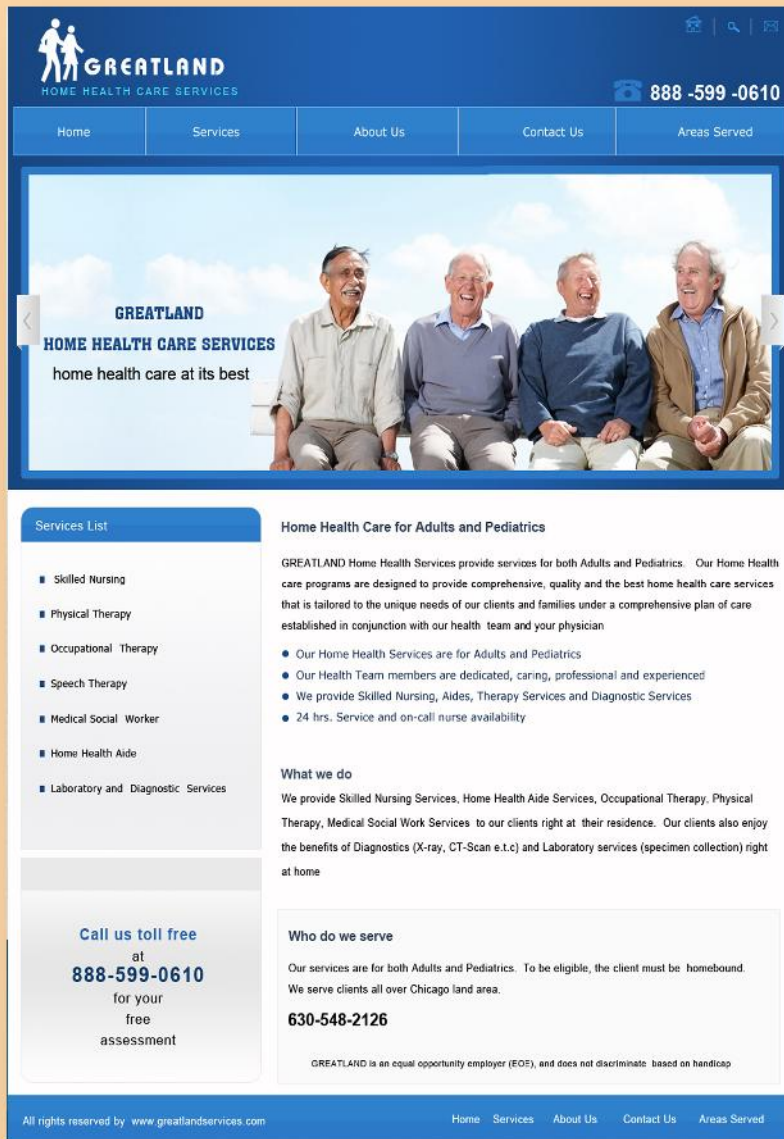 GREATLAND
HOME HEALTH CARE SERVICES
888 -599 -0610
Home Services About Us Contact Us Areas Served
GREATLAND
HOME HEALTH CARE SERVICES
home health care at its best
Services List
Skilled Nursing
Physical Therapy
Occupational Therapy
Speech Therapy
Medical Social Worker
Home Health Aide
Laboratory and Diagnostic Services
Call us toll free
at
888-599-0610
for your
free
assessment
Home Health Care for Adults and Pediatrics
GREATLAND Home Health Services provide services for both Adults and Pediatrics. Our Home Health
care programs are designed to provide comprehensive, quality and the best home health care services
that is tailored to the unique needs of our clients and families under a comprehensive plan of care
established in conjunction with our health team and your physician
Our Home Health Services are for Adults and Pediatrics
Our Health Team members are dedicated, caring, professional and experienced
We provide Skilled Nursing, Aides, Therapy Services and Diagnostic Services
24 hrs. Service and on-call nurse availability
What we do
We provide Skilled Nursing Services, Home Health Aide Services, Occupational Therapy. Physical
Therapy, Medical Social Work Services to our clients right at their residence. Our clients also enjoy
the benefits of Diagnostics (X-ray, CT-Scan e.t.c) and Laboratory services (specimen collection) right
at home
Who do we serve
Our services are for both Adults and Pediatrics. To be eligible, the client must be homebound.
We serve clients all over Chicago land area.
630-548-2126
GREATLAND is an equal opportunity employer (EOE), and does not discriminate based on handicap
All rights reserved by www.greatlandservices.com
Home Services About Us Contact Us Areas Served